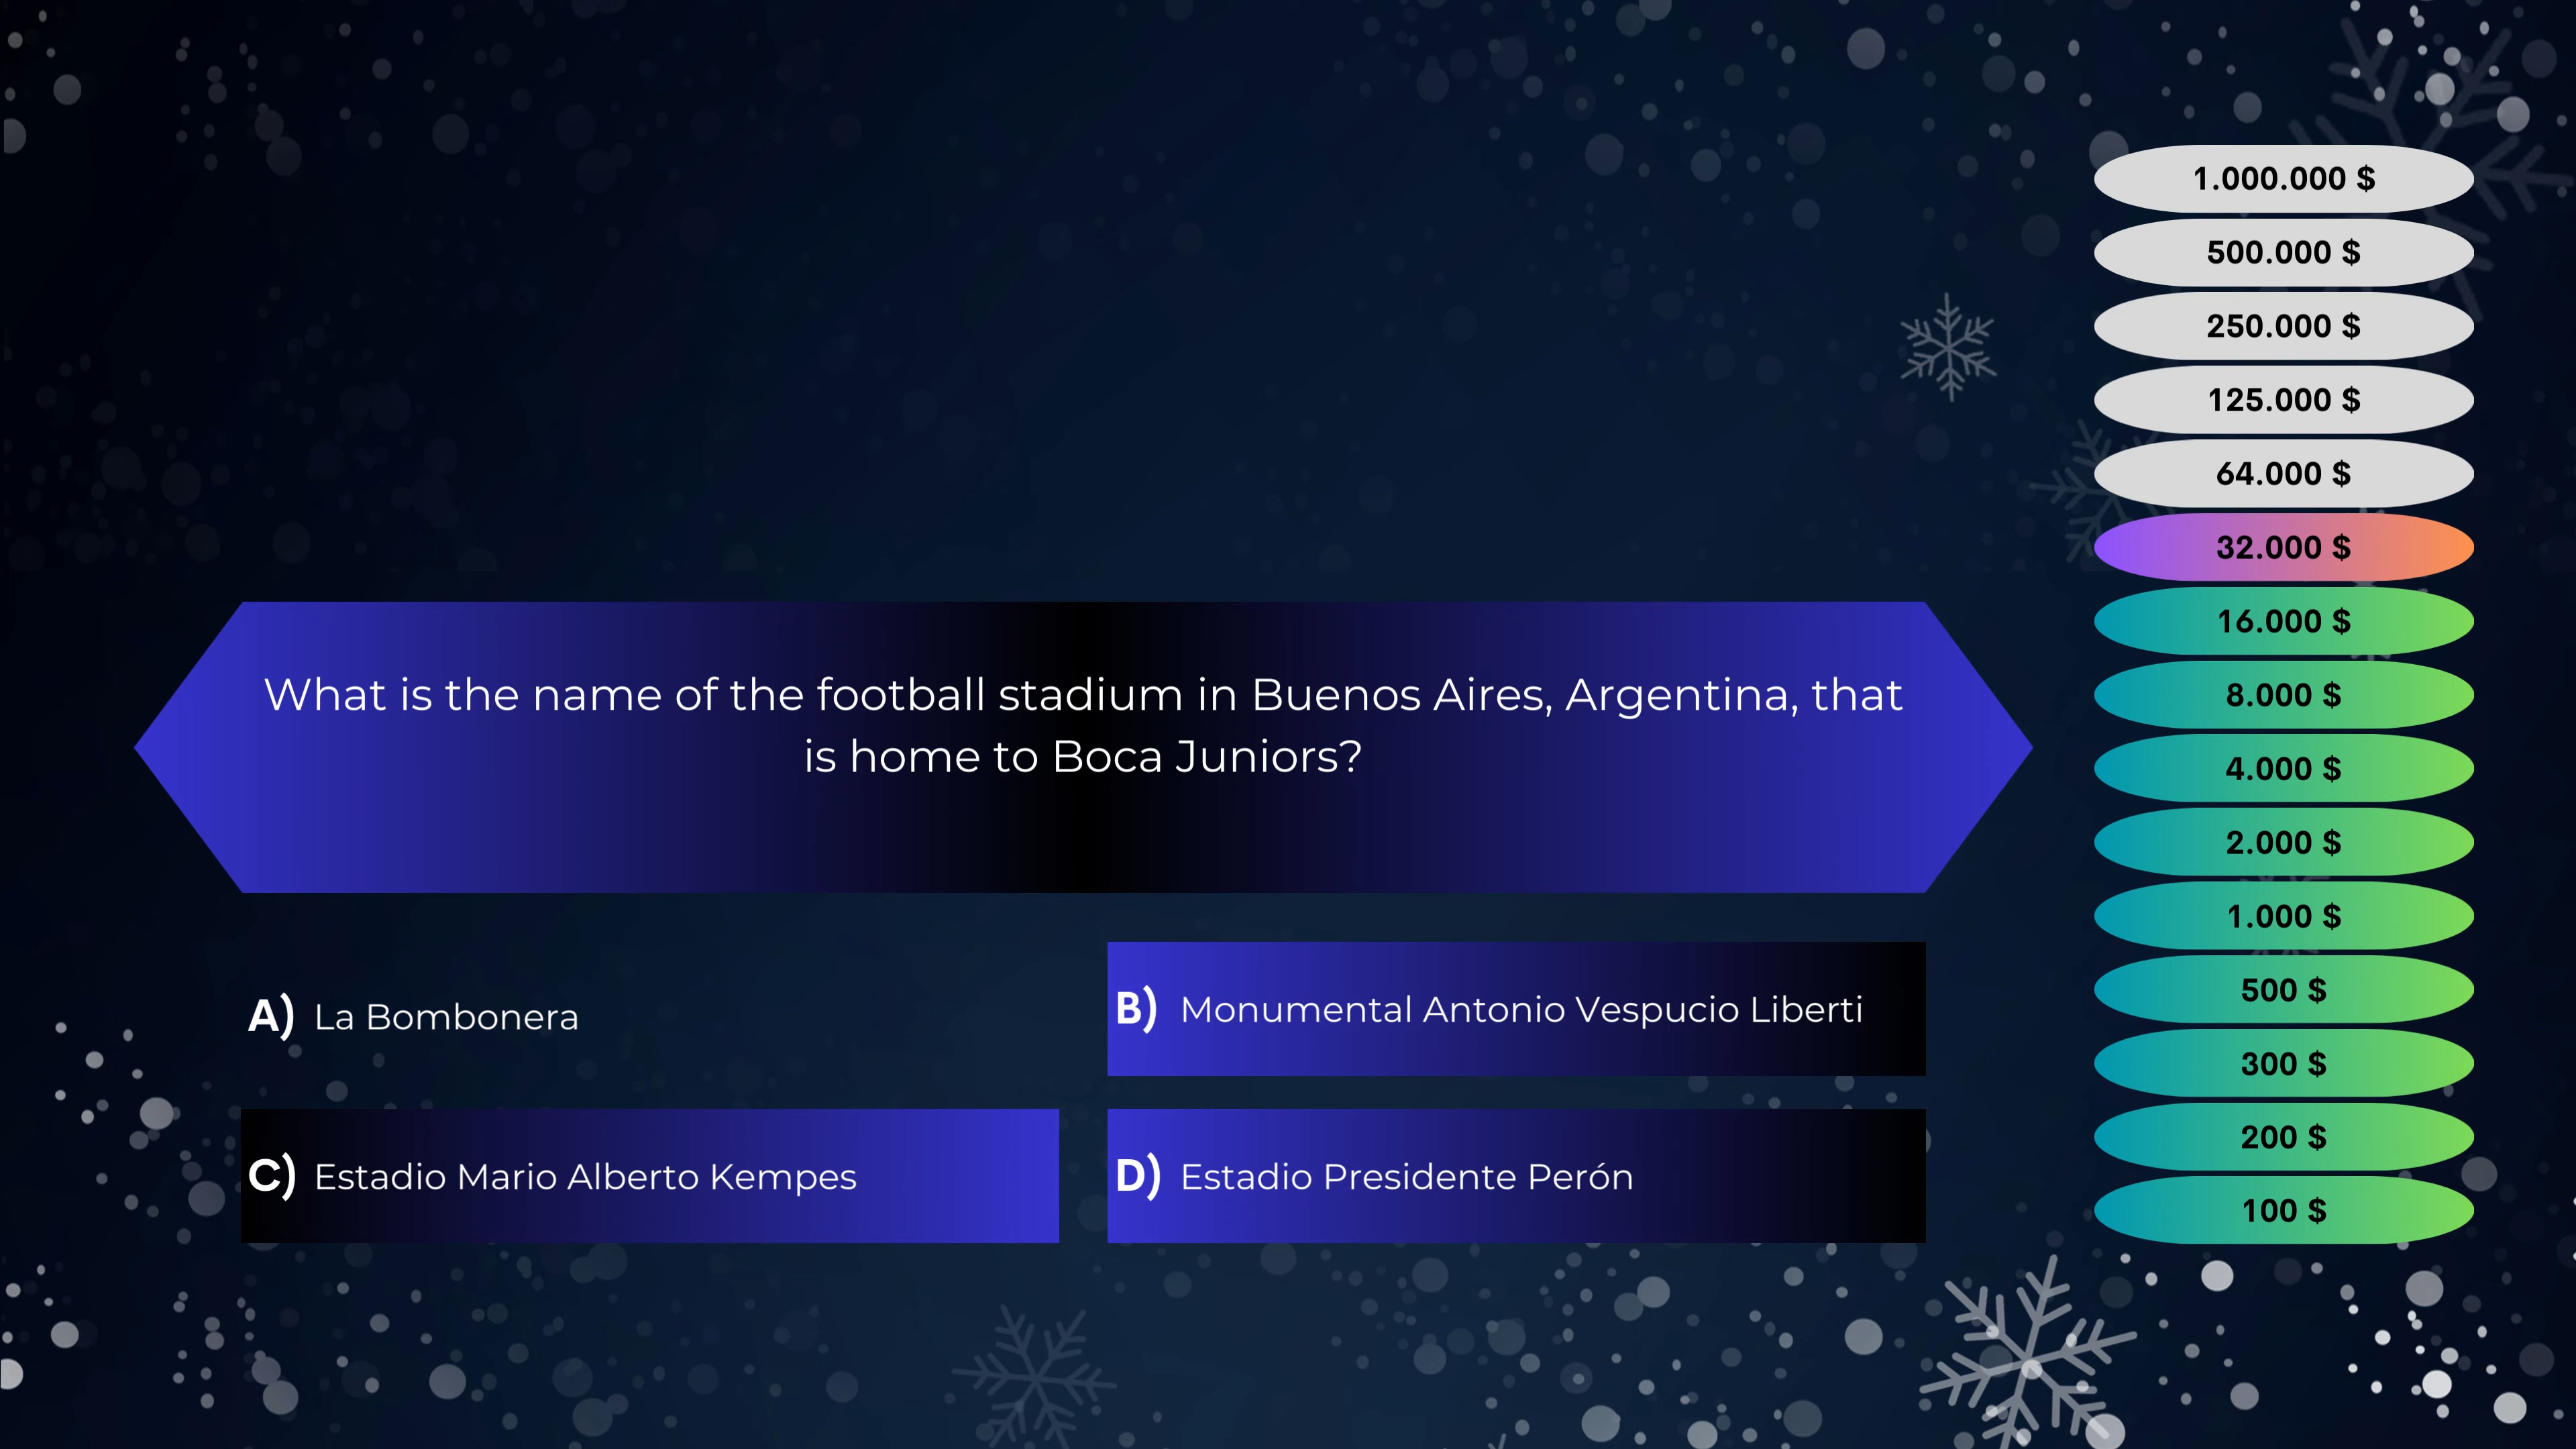 What is the name of the football stadium in Buenos Aires, Argentina, that
is home to Boca Juniors?
A) La Bombonera
B) Monumental Antonio Vespucio Liberti
C) Estadio Mario Alberto Kempes
D) Estadio Presidente Perón
1.000.000 $
500.000 $
250.000 $
125.000 $
64.000 $
32.000 $
16.000 $
8.000 $
4.000 $
2.000 $
1.000 $
500 $
300 $
200 $
100 $